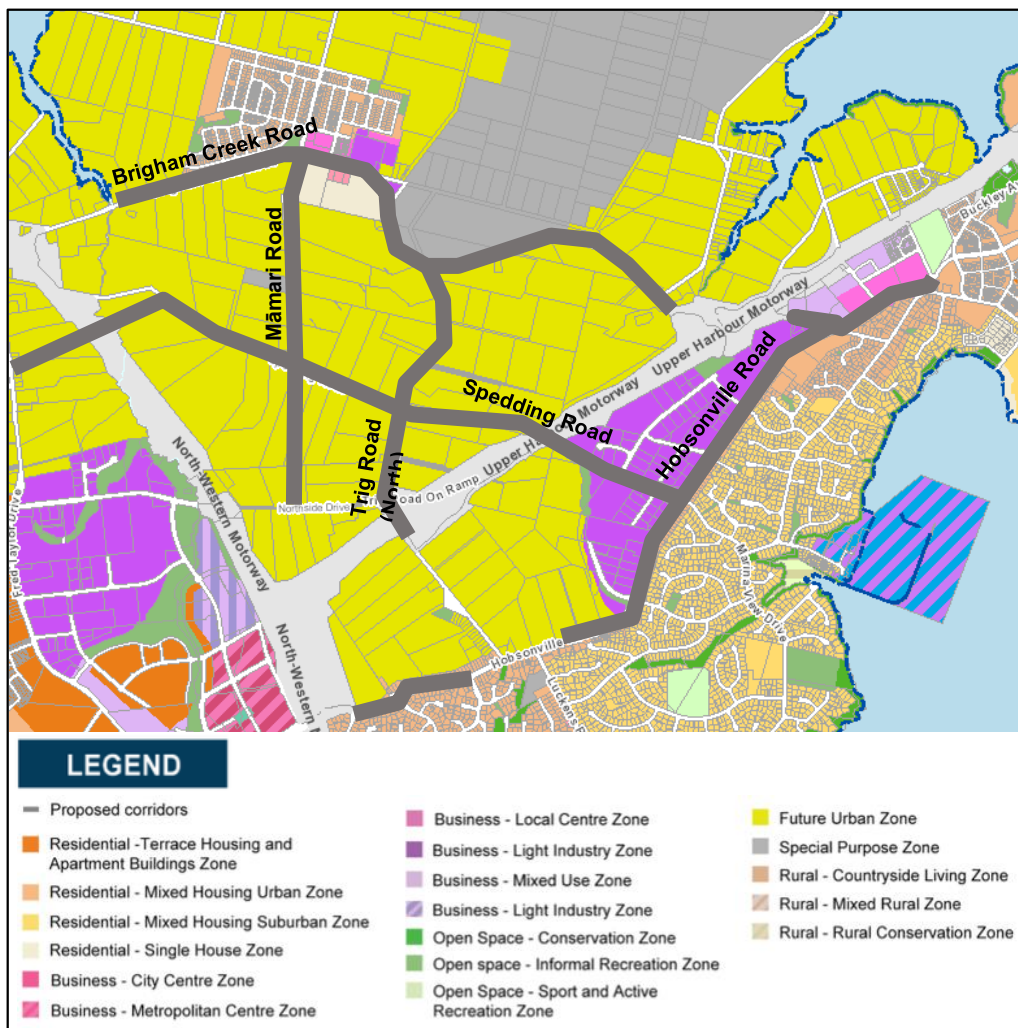 Brigham Creek Road
Māmari Road
Trig Road
(North)
Spedding Road
Hobsonville Road
Buckley Av
Upper Harbour Motorway
Upper Ha
Motorway
Road On Ramp
Northside Drive
North-Western Motorway
North-Western M
Fred Taylor Drive
Hobsonville
Luckens R
Marina View Drive
LEGEND
Proposed corridors
Residential -Terrace Housing and
Apartment Buildings Zone
Residential - Mixed Housing Urban Zone
Residential - Mixed Housing Suburban Zone
Residential - Single House Zone
Business - City Centre Zone
Business - Metropolitan Centre Zone
Business - Local Centre Zone
Business - Light Industry Zone
Business - Mixed Use Zone
Business - Light Industry Zone
Open Space - Conservation Zone
Open space - Informal Recreation Zone
Open Space - Sport and Active
Recreation Zone
Future Urban Zone
Special Purpose Zone
Rural - Countryside Living Zone
Rural - Mixed Rural Zone
Rural - Rural Conservation Zone